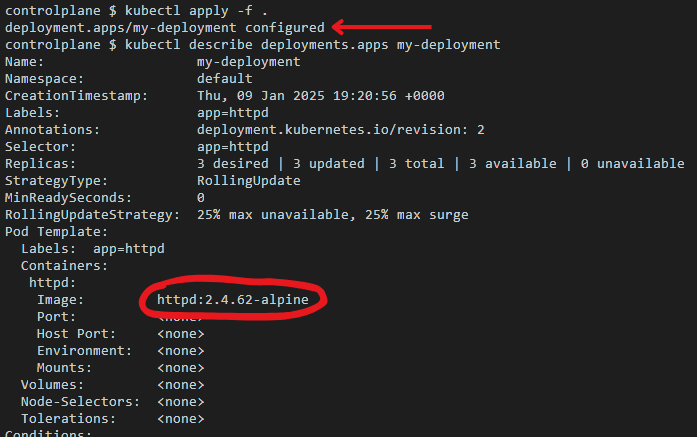 controlplane $ kubectl apply -f .
deployment.apps/my-deployment configured
controlplane $ kubectl describe deployments.apps my-deployment
Name:                   my-deployment
Namespace:              default
CreationTimestamp:      Thu, 09 Jan 2025 19:20:56 +0000
Labels:                 app=httpd
Annotations:            deployment.kubernetes.io/revision: 2
Selector:               app=httpd
Replicas:               3 desired | 3 updated | 3 total | 3 available | 0 unavailable
StrategyType:           RollingUpdate
MinReadySeconds:        0
RollingUpdateStrategy:  25% max unavailable, 25% max surge
Pod Template:
  Labels:  app=httpd
  Containers:
   httpd:
    Image:         httpd:2.4.62-alpine
    Port:          <none>
    Host Port:     <none>
    Environment:   <none>
    Mounts:        <none>
  Volumes:         <none>
  Node-Selectors:  <none>
  Tolerations:     <none>
Conditions: